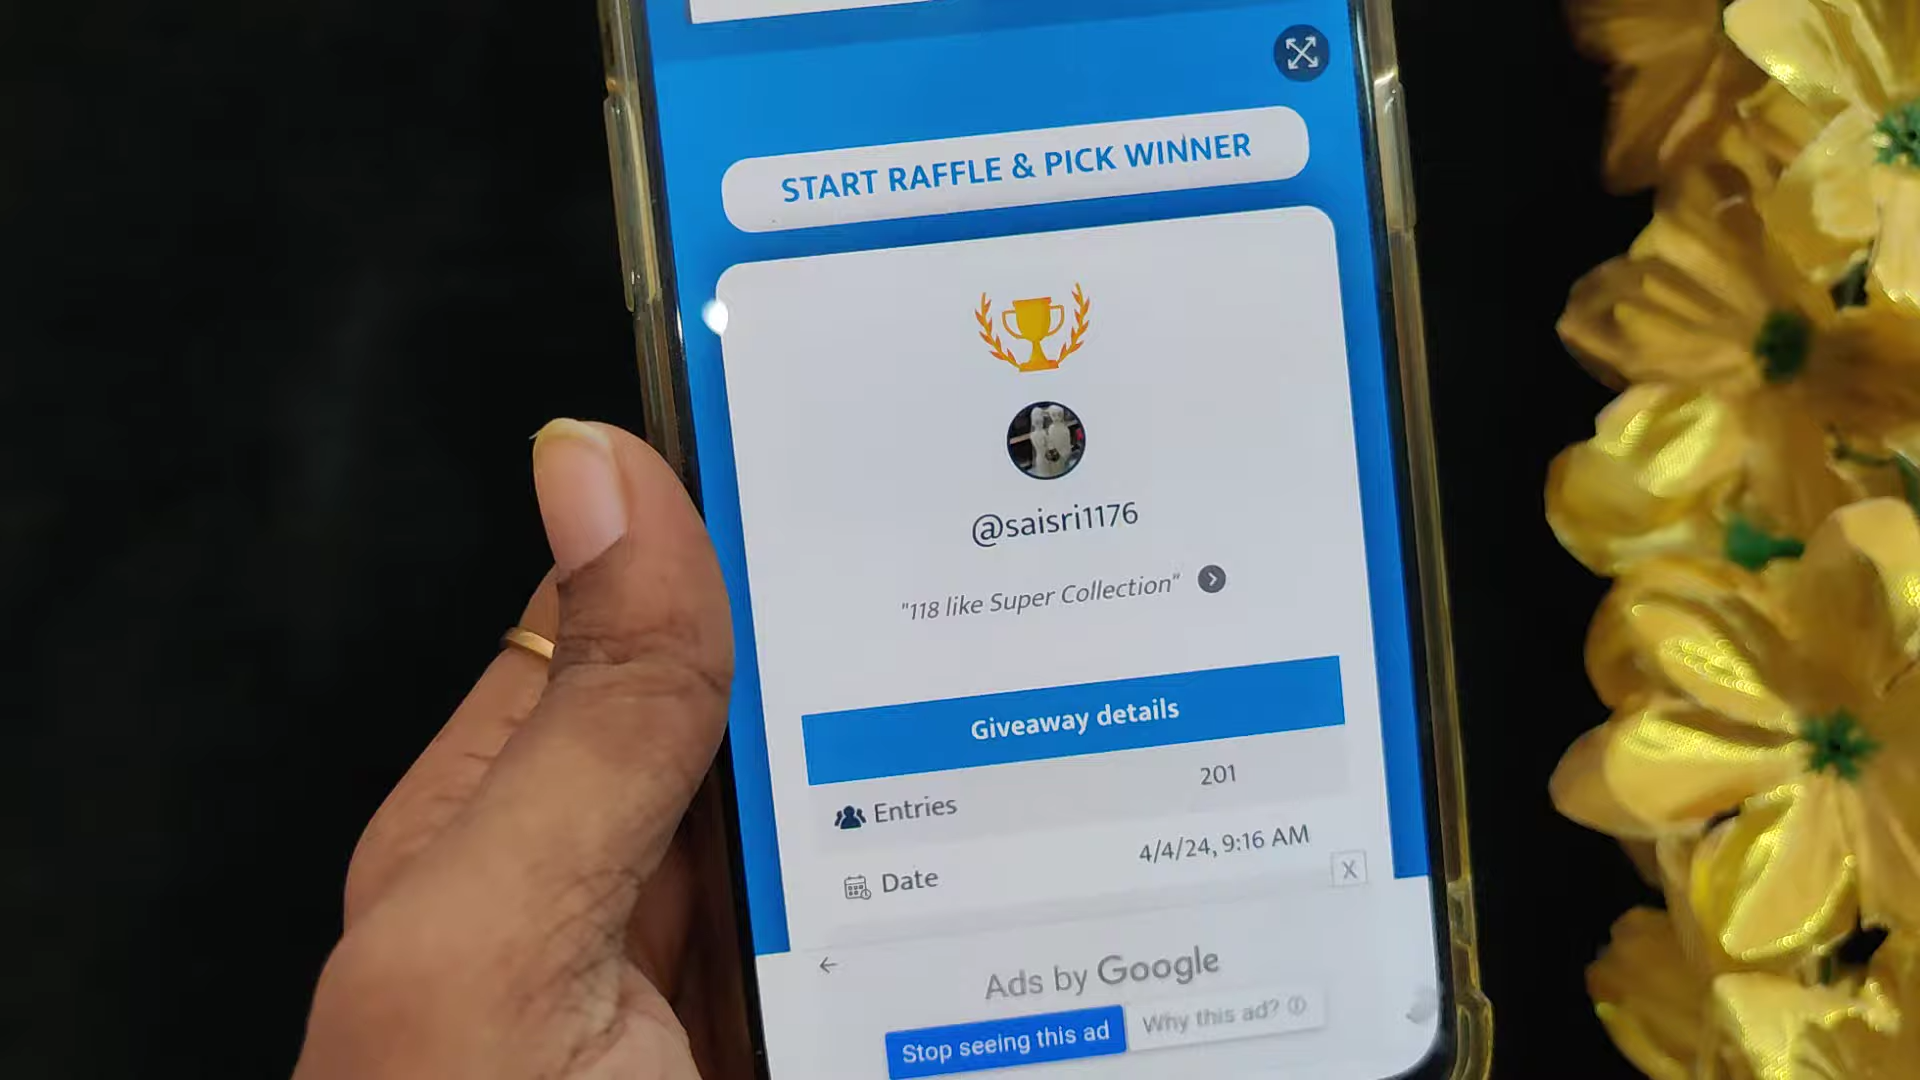 START RAFFLE & PICK WINNER
@saisri1176
"118 like Super Collection"
Giveaway details
Entries 201
Date 4/4/24, 9:16 AM
X
Ads by Google
Stop seeing this ad Why this ad?